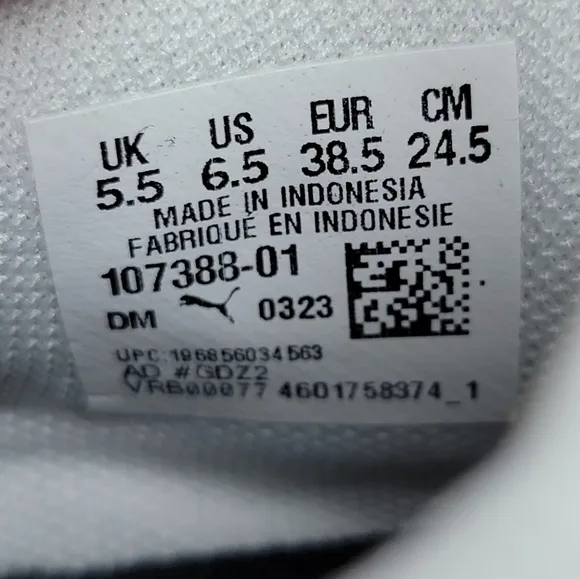 UK US EUR CM
5.5 6.5 38.5 24.5
MADE IN INDONESIA
FABRIQUÉ EN INDONESIE
107388-01
DM 0323
UPC:196856034563
AD #GDZ2
VRB00077 4601758374_1